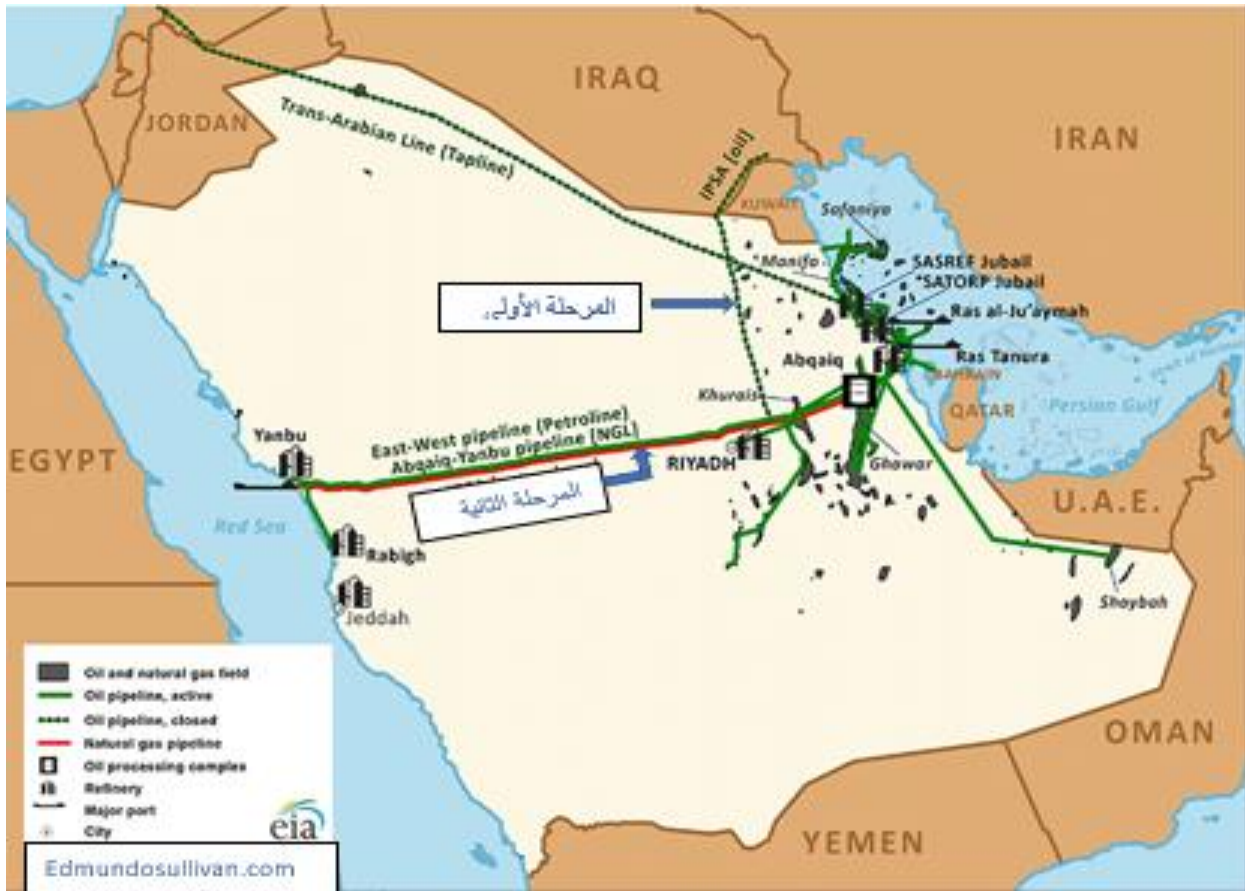 IRAQ
IRAN
JORDAN
Trans-Arabian Line (Tapline)
IPSA (oil)
KUWAIT
Safaniya
*Manifa
SASREF Jubail
*SATORP Jubail
المرحلة الأولى
Ras al-Ju'aymah
Ras Tanura
Abqaiq
BAHRAIN
Khurais
QATAR
Persian Gulf
Yanbu
East-West pipeline (Petroline)
Abqaiq-Yanbu pipeline (NGL)
RIYADH
Ghawar
EGYPT
المرحلة الثانية
U.A.E.
Red Sea
Rabigh
Shaybah
Jeddah
Oil and natural gas field
Oil pipeline, active
Oil pipeline, closed
Natural gas pipeline
Oil processing complex
Refinery
Major port
City
eia
OMAN
YEMEN
Edmundosullivan.com